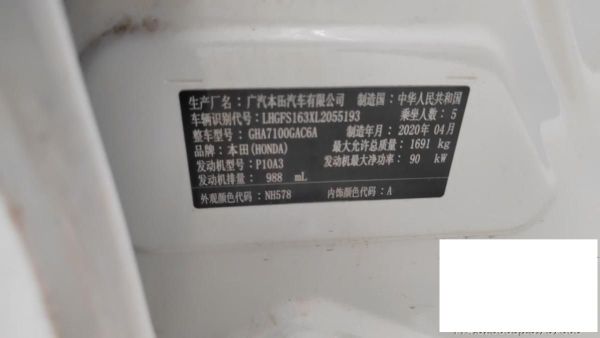 生产厂名：广汽本田汽车有限公司 制造国：中华人民共和国
车辆识别代号：LHGFS163XL2055193 乘坐人数：5
整车型号：GHA7100GAC6A 制造年月：2020年04月
品牌：本田(HONDA) 最大允许总质量：1691 kg
发动机型号：P10A3 发动机最大净功率：90 kW
发动机排量：988 mL
外观颜色代码：NH578 内饰颜色代码：A